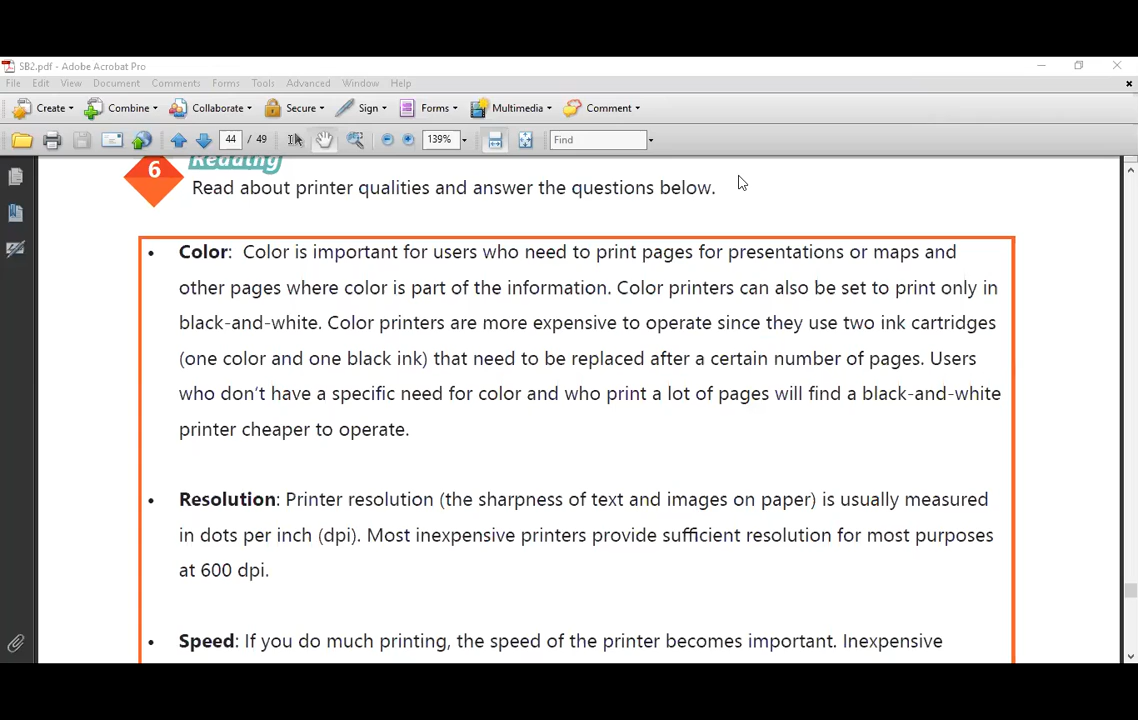 SB2.pdf - Adobe Acrobat Pro
File Edit View Document Comments Forms Tools Advanced Window Help
Create Combine Collaborate Secure Sign Forms Multimedia Comment
44 / 49 139% Find
6 Reading
Read about printer qualities and answer the questions below.
• Color: Color is important for users who need to print pages for presentations or maps and
other pages where color is part of the information. Color printers can also be set to print only in
black-and-white. Color printers are more expensive to operate since they use two ink cartridges
(one color and one black ink) that need to be replaced after a certain number of pages. Users
who don't have a specific need for color and who print a lot of pages will find a black-and-white
printer cheaper to operate.
• Resolution: Printer resolution (the sharpness of text and images on paper) is usually measured
in dots per inch (dpi). Most inexpensive printers provide sufficient resolution for most purposes
at 600 dpi.
• Speed: If you do much printing, the speed of the printer becomes important. Inexpensive